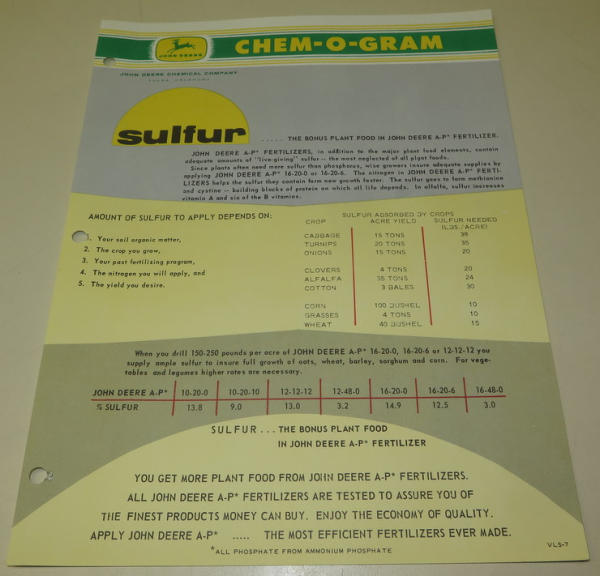 JOHN DEERE
CHEM-O-GRAM
JOHN DEERE CHEMICAL COMPANY
TULSA, OKLAHOMA
sulfur
..... THE BONUS PLANT FOOD IN JOHN DEERE A-P* FERTILIZER.
JOHN DEERE A-P* FERTILIZERS, in addition to the major plant food elements, contain
adequate amounts of "live-giving" sulfur — the most neglected of all plant foods.
Since plants often need more sulfur than phosphorus, wise growers insure adequate supplies by
applying JOHN DEERE A-P* 16-20-0 or 16-20-6. The nitrogen in JOHN DEERE A-P* FERTI-
LIZERS helps the sulfur they contain form new growth faster. The sulfur goes to form methionine
and cystine — building blocks of protein on which all life depends. In alfalfa, sulfur increases
vitamin A and six of the B vitamins.
AMOUNT OF SULFUR TO APPLY DEPENDS ON:
1. Your soil organic matter,
2. The crop you grow,
3. Your past fertilizing program,
4. The nitrogen you will apply, and
5. The yield you desire.
SULFUR ABSORBED BY CROPS
CROP ACRE YIELD SULFUR NEEDED
(LBS./ACRE)
CABBAGE 15 TONS 38
TURNIPS 20 TONS 35
ONIONS 15 TONS 20
CLOVERS 4 TONS 20
ALFALFA 35 TONS 24
COTTON 3 BALES 30
CORN 100 BUSHEL 10
GRASSES 4 TONS 10
WHEAT 40 BUSHEL 15
When you drill 150-250 pounds per acre of JOHN DEERE A-P* 16-20-0, 16-20-6 or 12-12-12 you
supply ample sulfur to insure full growth of oats, wheat, barley, sorghum and corn. For vege-
tables and legumes higher rates are necessary.
JOHN DEERE A-P* 10-20-0 10-20-10 12-12-12 12-48-0 16-20-0 16-20-6 16-48-0
% SULFUR 13.8 9.0 13.0 3.2 14.9 12.5 3.0
SULFUR... THE BONUS PLANT FOOD
IN JOHN DEERE A-P* FERTILIZER
YOU GET MORE PLANT FOOD FROM JOHN DEERE A-P* FERTILIZERS.
ALL JOHN DEERE A-P* FERTILIZERS ARE TESTED TO ASSURE YOU OF
THE FINEST PRODUCTS MONEY CAN BUY. ENJOY THE ECONOMY OF QUALITY.
APPLY JOHN DEERE A-P* ..... THE MOST EFFICIENT FERTILIZERS EVER MADE.
*ALL PHOSPHATE FROM AMMONIUM PHOSPHATE
VLS-7